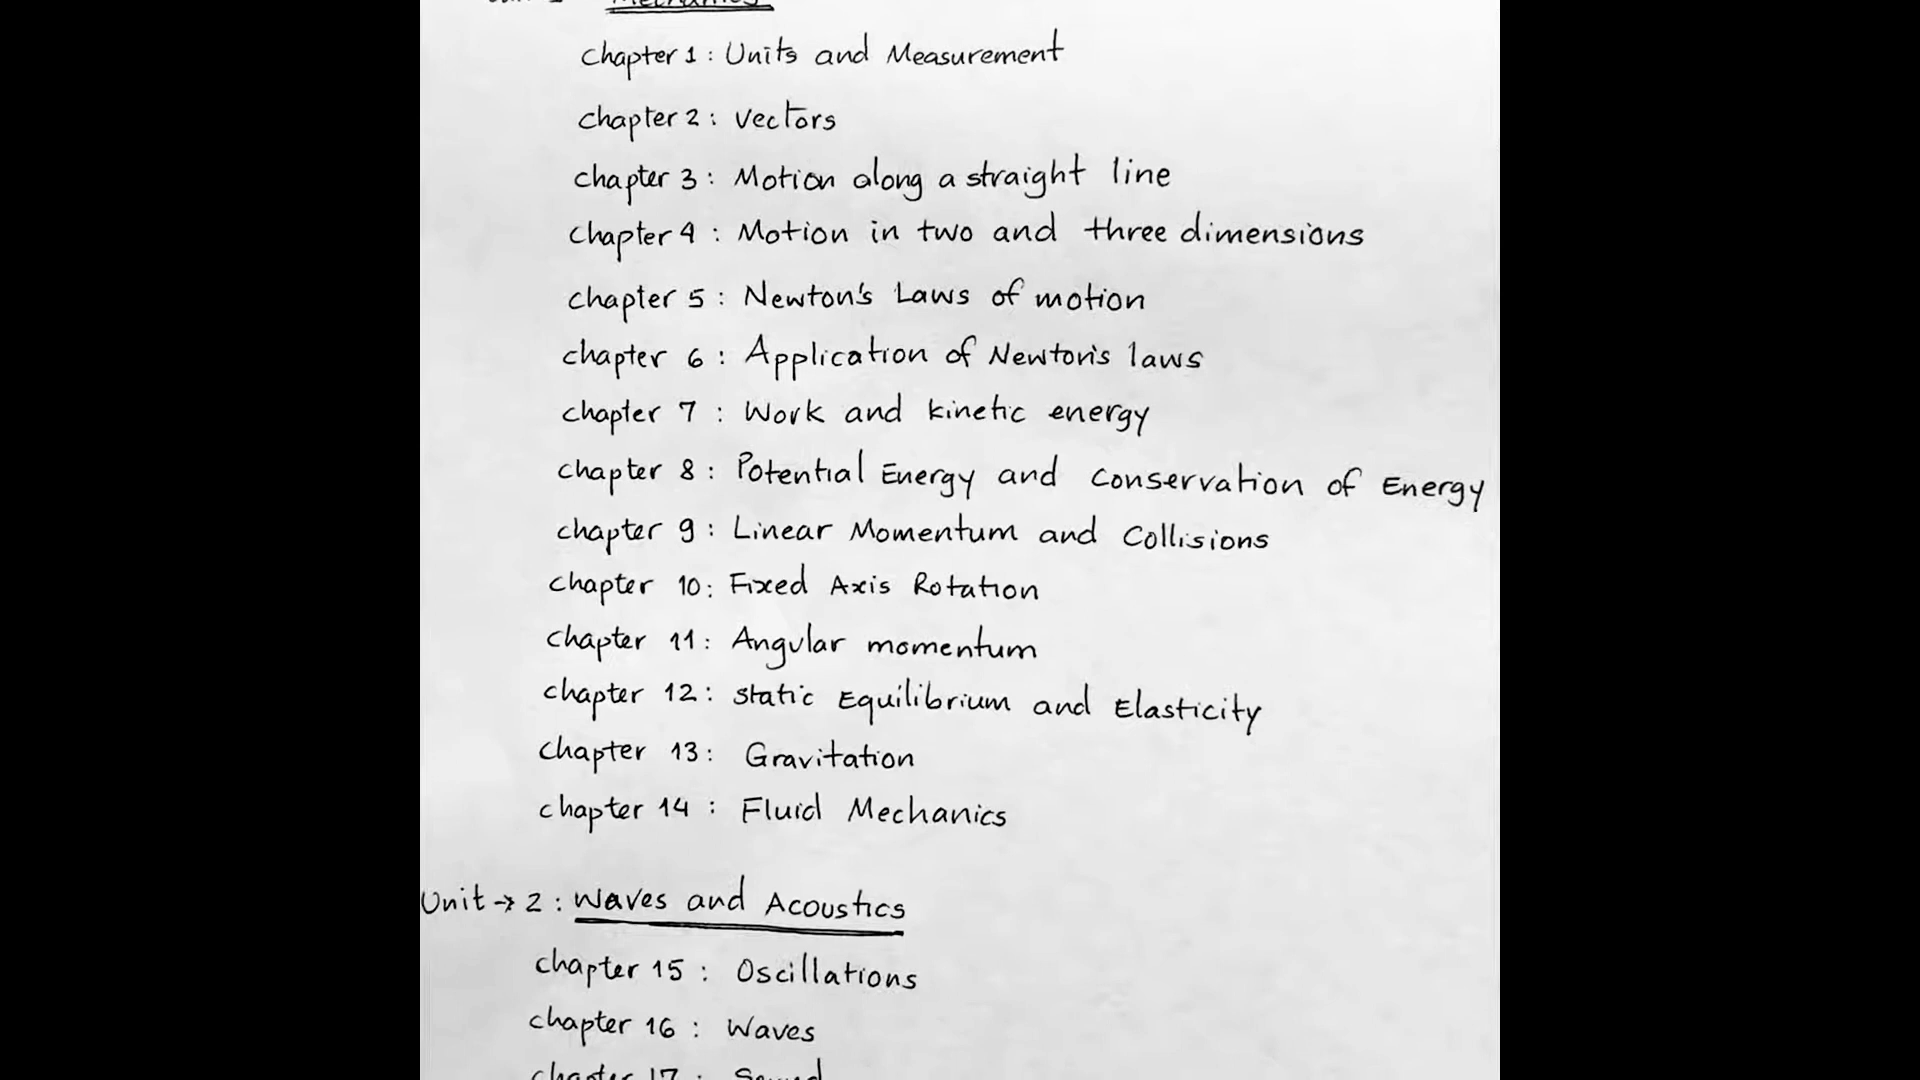 Mechanics
Chapter 1 : Units and Measurement
chapter 2 : vectors
chapter 3 : Motion along a straight line
chapter 4 : Motion in two and three dimensions
chapter 5 : Newton's Laws of motion
chapter 6 : Application of Newton's laws
chapter 7 : Work and kinetic energy
chapter 8 : Potential Energy and Conservation of Energy
chapter 9 : Linear Momentum and Collisions
chapter 10 : Fixed Axis Rotation
chapter 11 : Angular momentum
chapter 12 : Static Equilibrium and Elasticity
chapter 13 : Gravitation
chapter 14 : Fluid Mechanics
Unit → 2 : Waves and Acoustics
chapter 15 : Oscillations
chapter 16 : Waves
chapter 17 : Sound